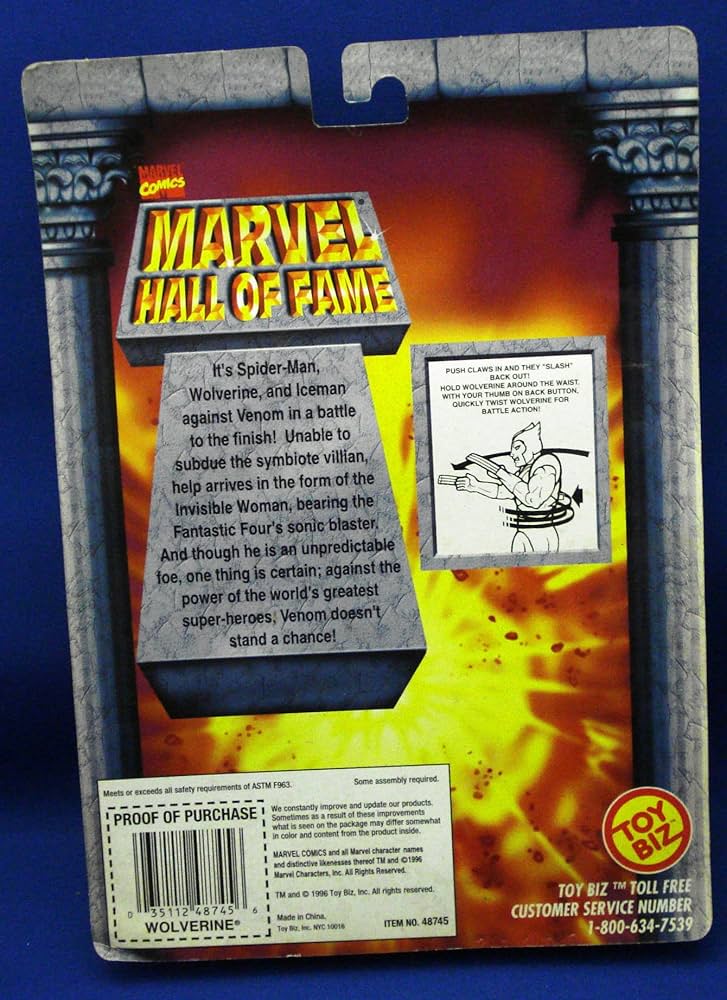 MARVEL
COMICS
MARVEL®
HALL OF FAME
It's Spider-Man,
Wolverine, and Iceman
against Venom in a battle
to the finish! Unable to
subdue the symbiote villian,
help arrives in the form of the
Invisible Woman, bearing the
Fantastic Four's sonic blaster.
And though he is an unpredictable
foe, one thing is certain; against the
power of the world's greatest
super-heroes, Venom doesn't
stand a chance!
PUSH CLAWS IN AND THEY "SLASH"
BACK OUT!
HOLD WOLVERINE AROUND THE WAIST.
WITH YOUR THUMB ON BACK BUTTON,
QUICKLY TWIST WOLVERINE FOR
BATTLE ACTION!
Meets or exceeds all safety requirements of ASTM F963.
Some assembly required.
PROOF OF PURCHASE
0 35112 48745 6
WOLVERINE®
We constantly improve and update our products.
Sometimes as a result of these improvements
what is seen on the package may differ somewhat
in color and content from the product inside.
MARVEL COMICS and all Marvel character names
and distinctive likenesses thereof TM and ©1996
Marvel Characters, Inc. All Rights Reserved.
TM and © 1996 Toy Biz, Inc. All rights reserved.
Made in China.
Toy Biz, Inc. NYC 10016
ITEM NO. 48745
TOY
BIZ
TOY BIZ ™ TOLL FREE
CUSTOMER SERVICE NUMBER
1-800-634-7539